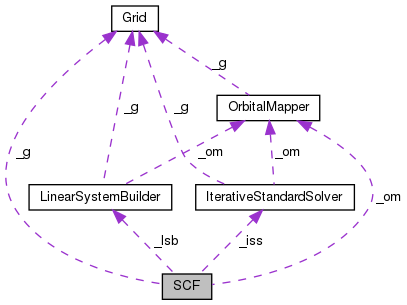 Grid
_g
OrbitalMapper
_g
_g
_g
_om
_om
LinearSystemBuilder
IterativeStandardSolver
_om
_lsb
_iss
SCF